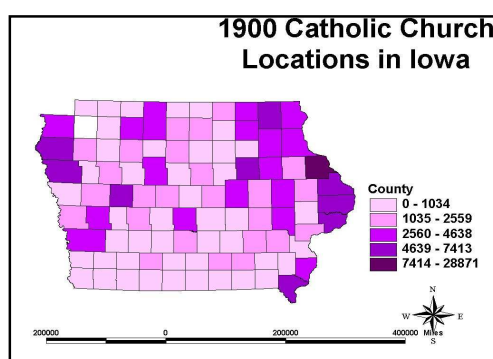 1900 Catholic Church
Locations in Iowa
County
0 - 1034
1035 - 2559
2560 - 4638
4639 - 7413
7414 - 28871
N
W
E
S
200000
0
200000
400000
Miles